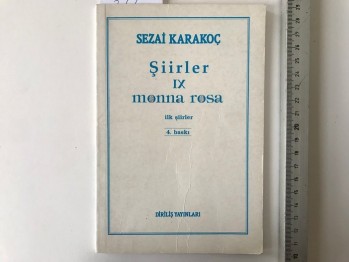 SEZAİ KARAKOÇ
Şiirler
IX
monna rosa
ilk şiirler
4. baskı
DİRİLİŞ YAYINLARI